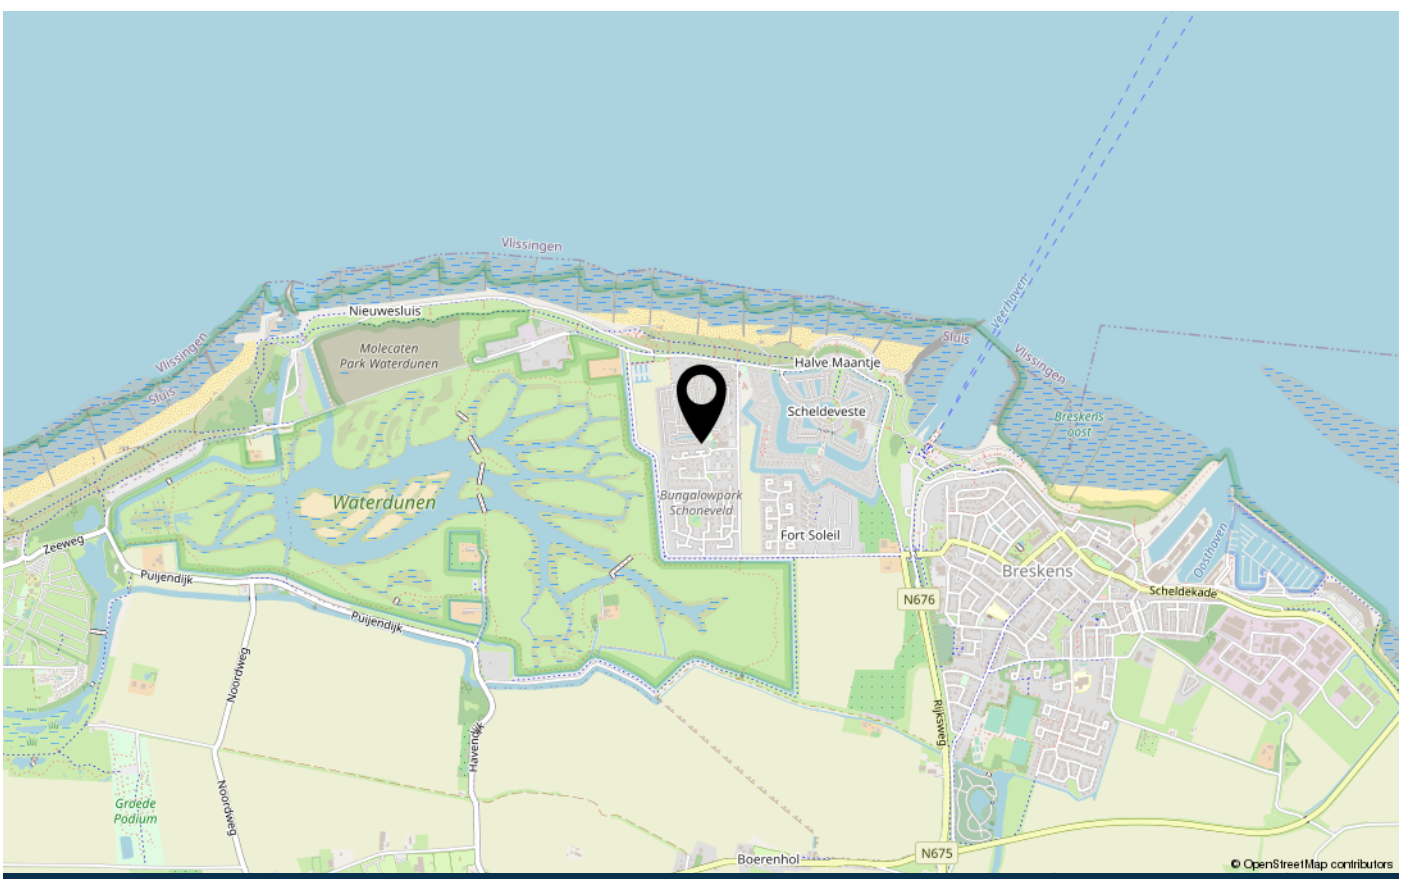 Vlissingen
Veerhaven
Nieuwesluis
Vlissingen
Sluis
Vlissingen
Molecaten
Park Waterdunen
Halve Maantje
Sluis
Scheldeveste
Breskens
oost
Waterdunen
Bungalowpark
Schoneveld
Fort Soleil
Oosthaven
Zeeweg
Puijendijk
Breskens
Scheldekade
N676
Puijendijk
Noordweg
Rijksweg
Havendijk
Noordweg
Groede
Podium
N675
Boerenhol
© OpenStreetMap contributors